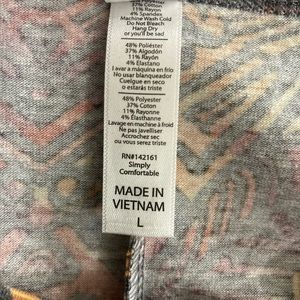 37% Cotton
11% Rayon
4% Spandex
Machine Wash Cold
Do Not Bleach
Hang Dry
or you'll be sad
48% Poliéster
37% Algodón
11% Rayón
4% Elastano
Lavar a máquina en frío
No usar blanqueador
Cuelgue en seco
o estarás triste
48% Polyester
37% Coton
11% Rayonne
4% Élasthanne
Lavage en machine à froid
Ne pas javelliser
Accrochez sec
ou vous serez triste
RN#142161
Simply
Comfortable
MADE IN
VIETNAM
L